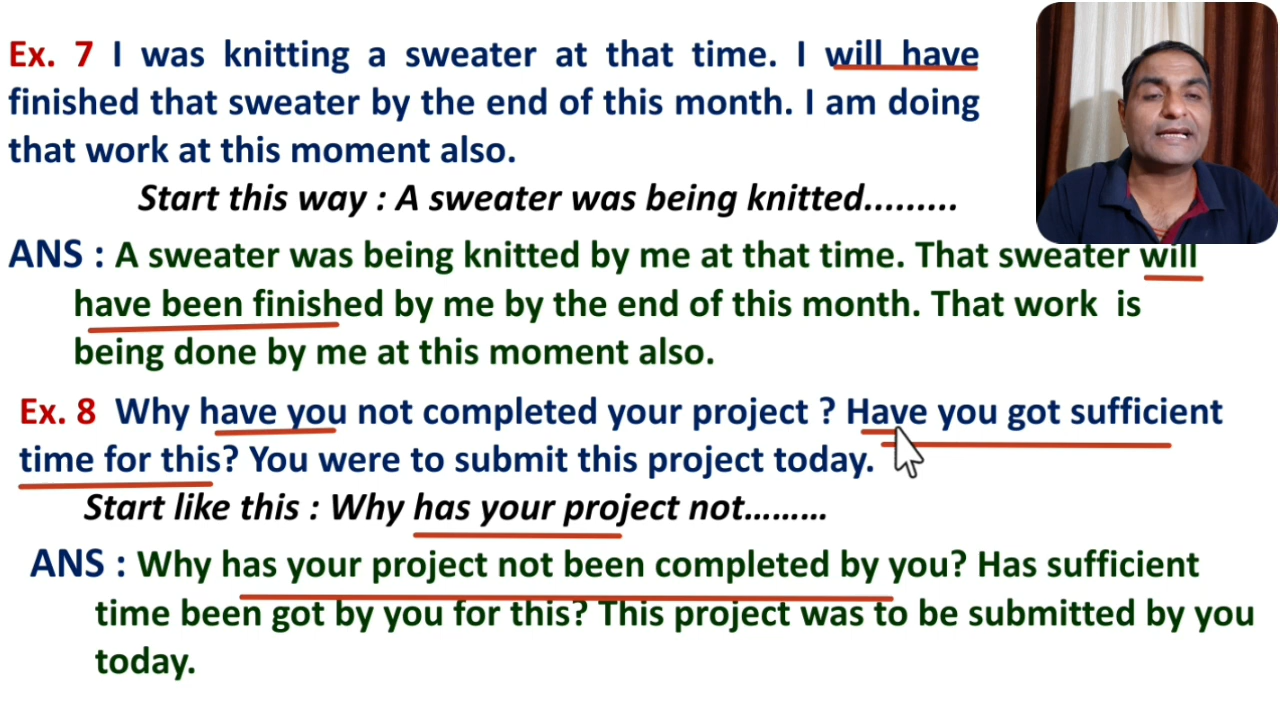 Ex. 7 I was knitting a sweater at that time. I will have
finished that sweater by the end of this month. I am doing
that work at this moment also.
Start this way : A sweater was being knitted.........
ANS : A sweater was being knitted by me at that time. That sweater will
have been finished by me by the end of this month. That work is
being done by me at this moment also.
Ex. 8 Why have you not completed your project ? Have you got sufficient
time for this? You were to submit this project today.
Start like this : Why has your project not.........
ANS : Why has your project not been completed by you? Has sufficient
time been got by you for this? This project was to be submitted by you
today.